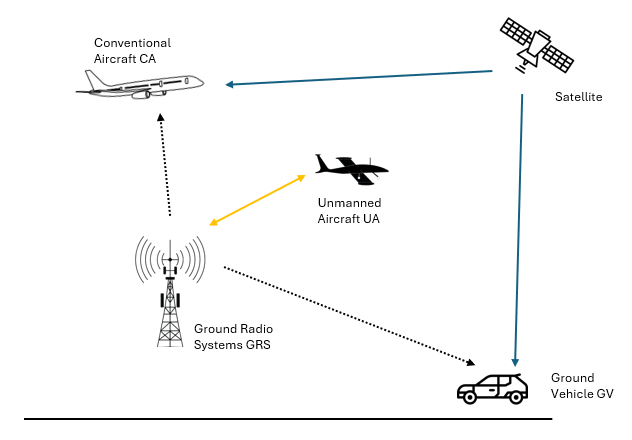 Conventional
Aircraft CA
Satellite
Unmanned
Aircraft UA
Ground Radio
Systems GRS
Ground
Vehicle GV